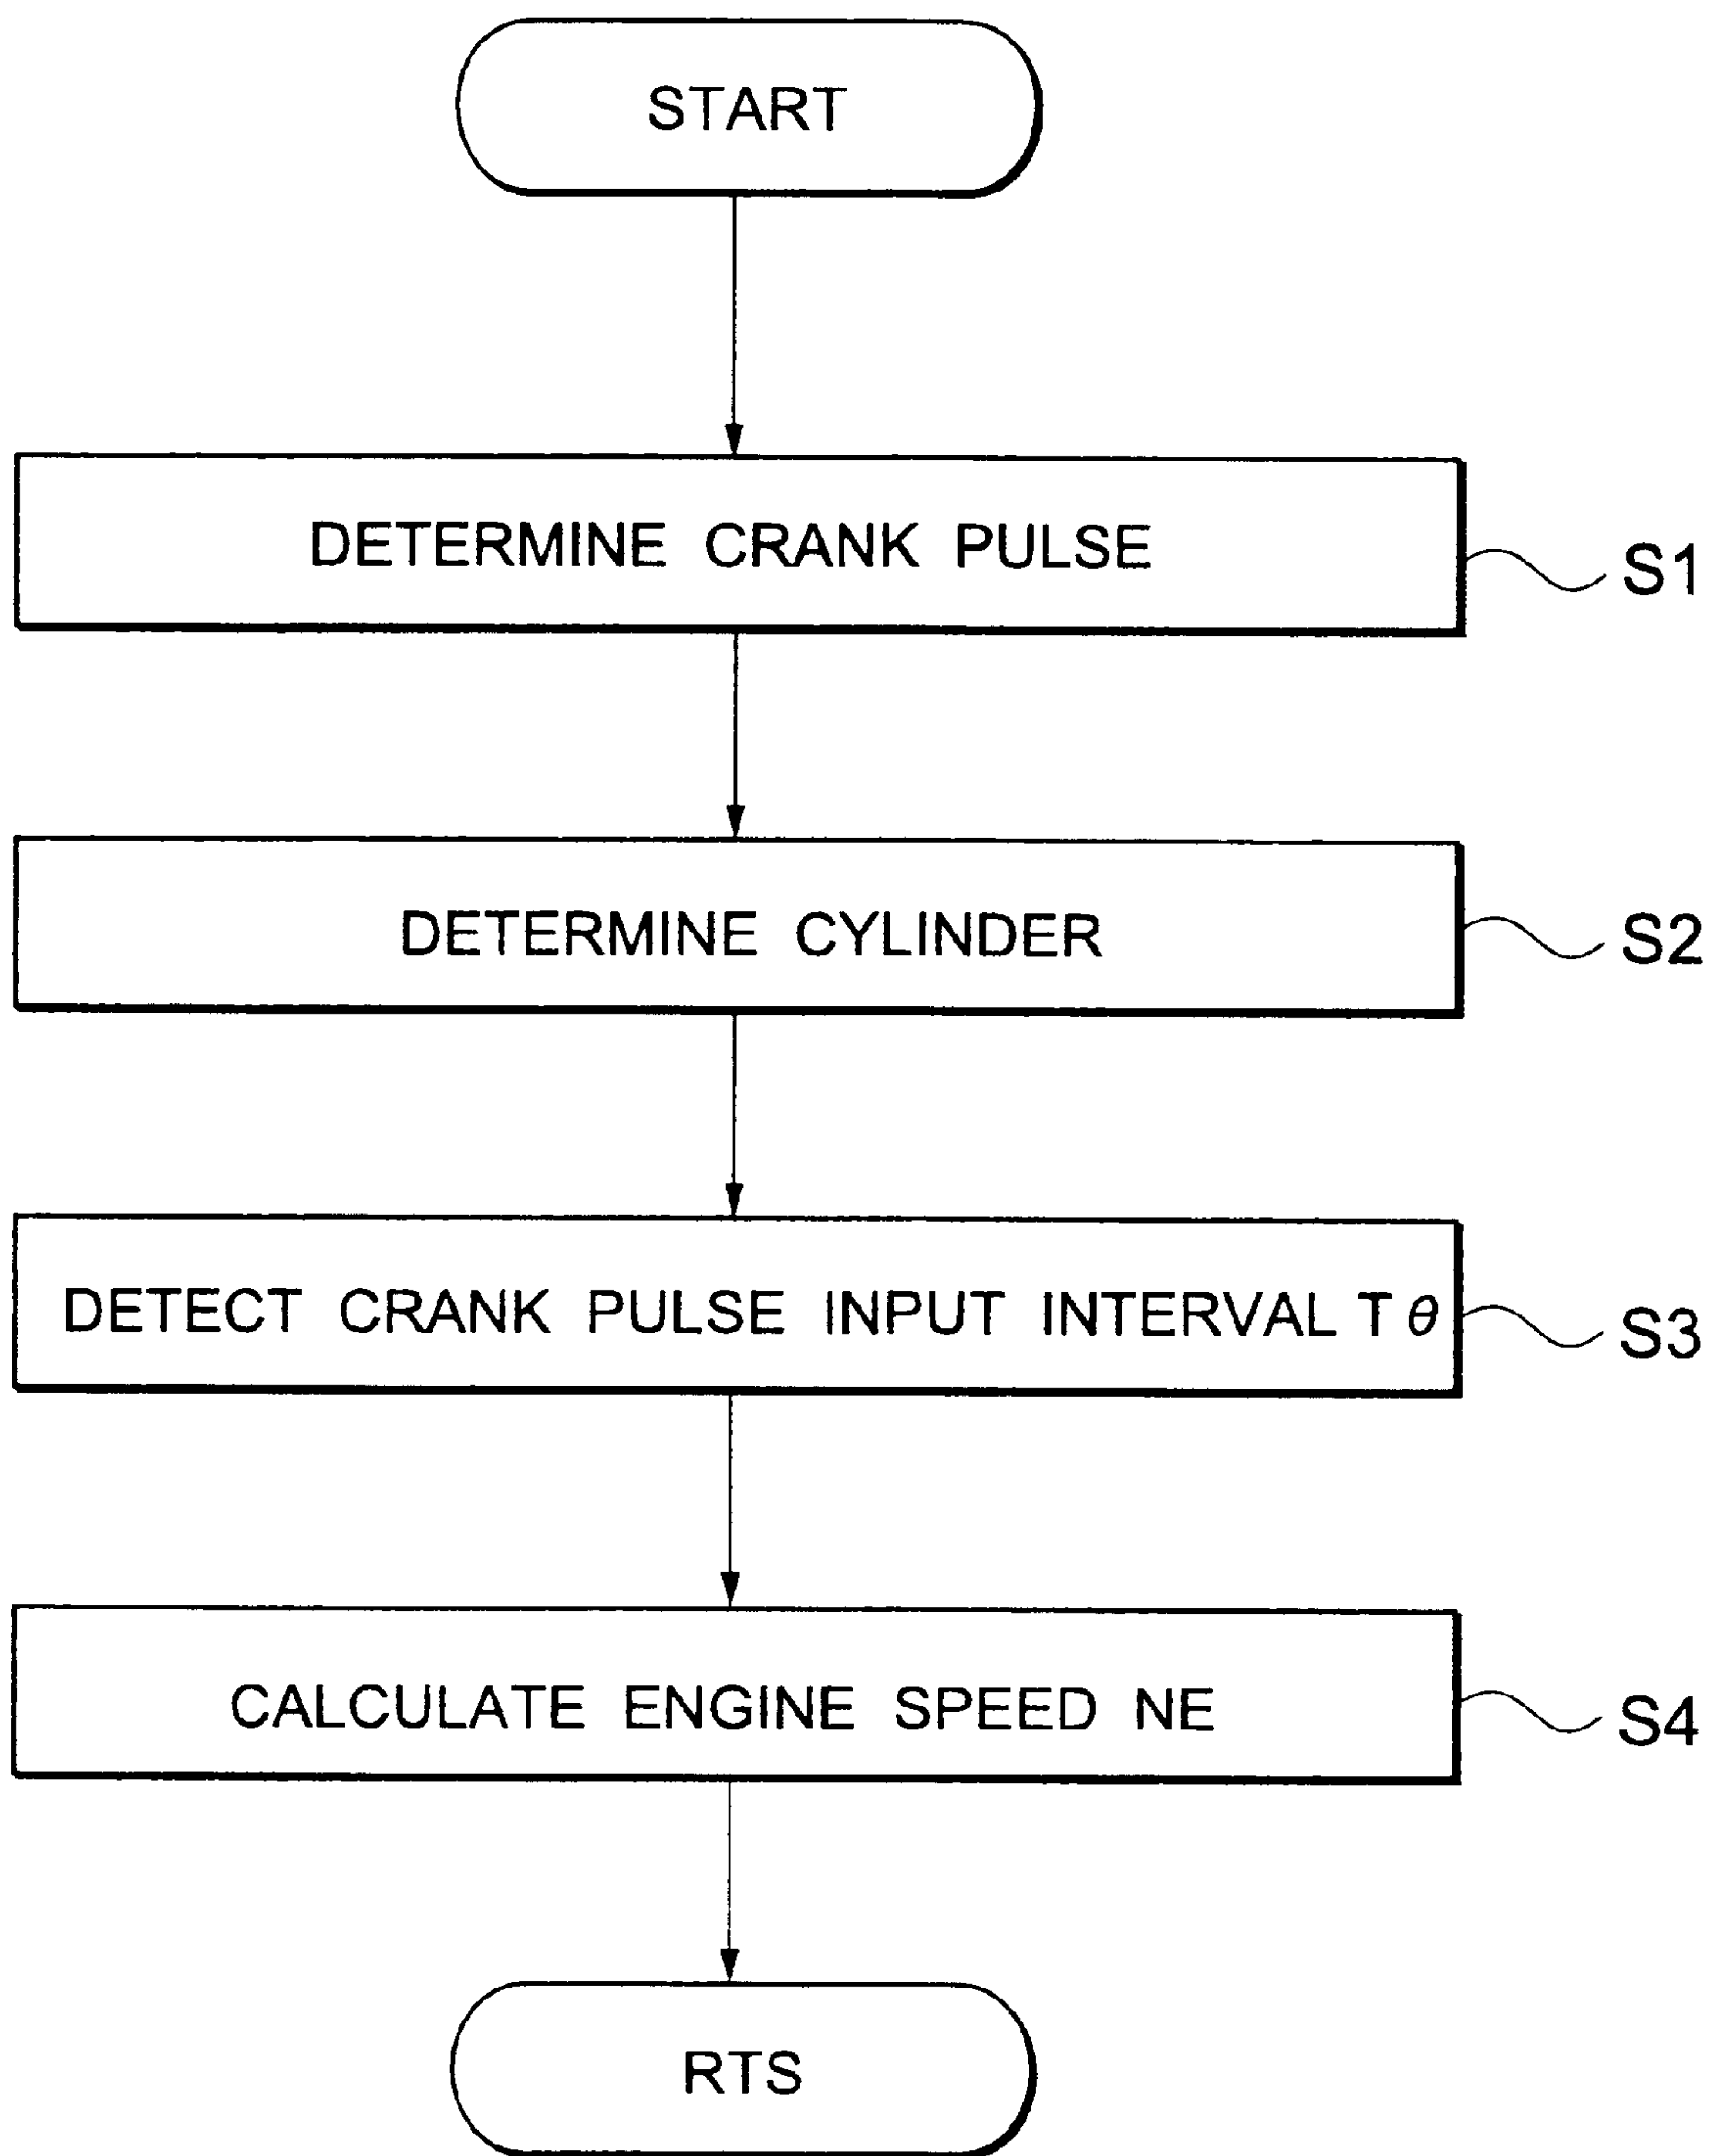 START
DETERMINE CRANK PULSE
S1
DETERMINE CYLINDER
S2
DETECT CRANK PULSE INPUT INTERVAL T θ
S3
CALCULATE ENGINE SPEED NE
S4
RTS